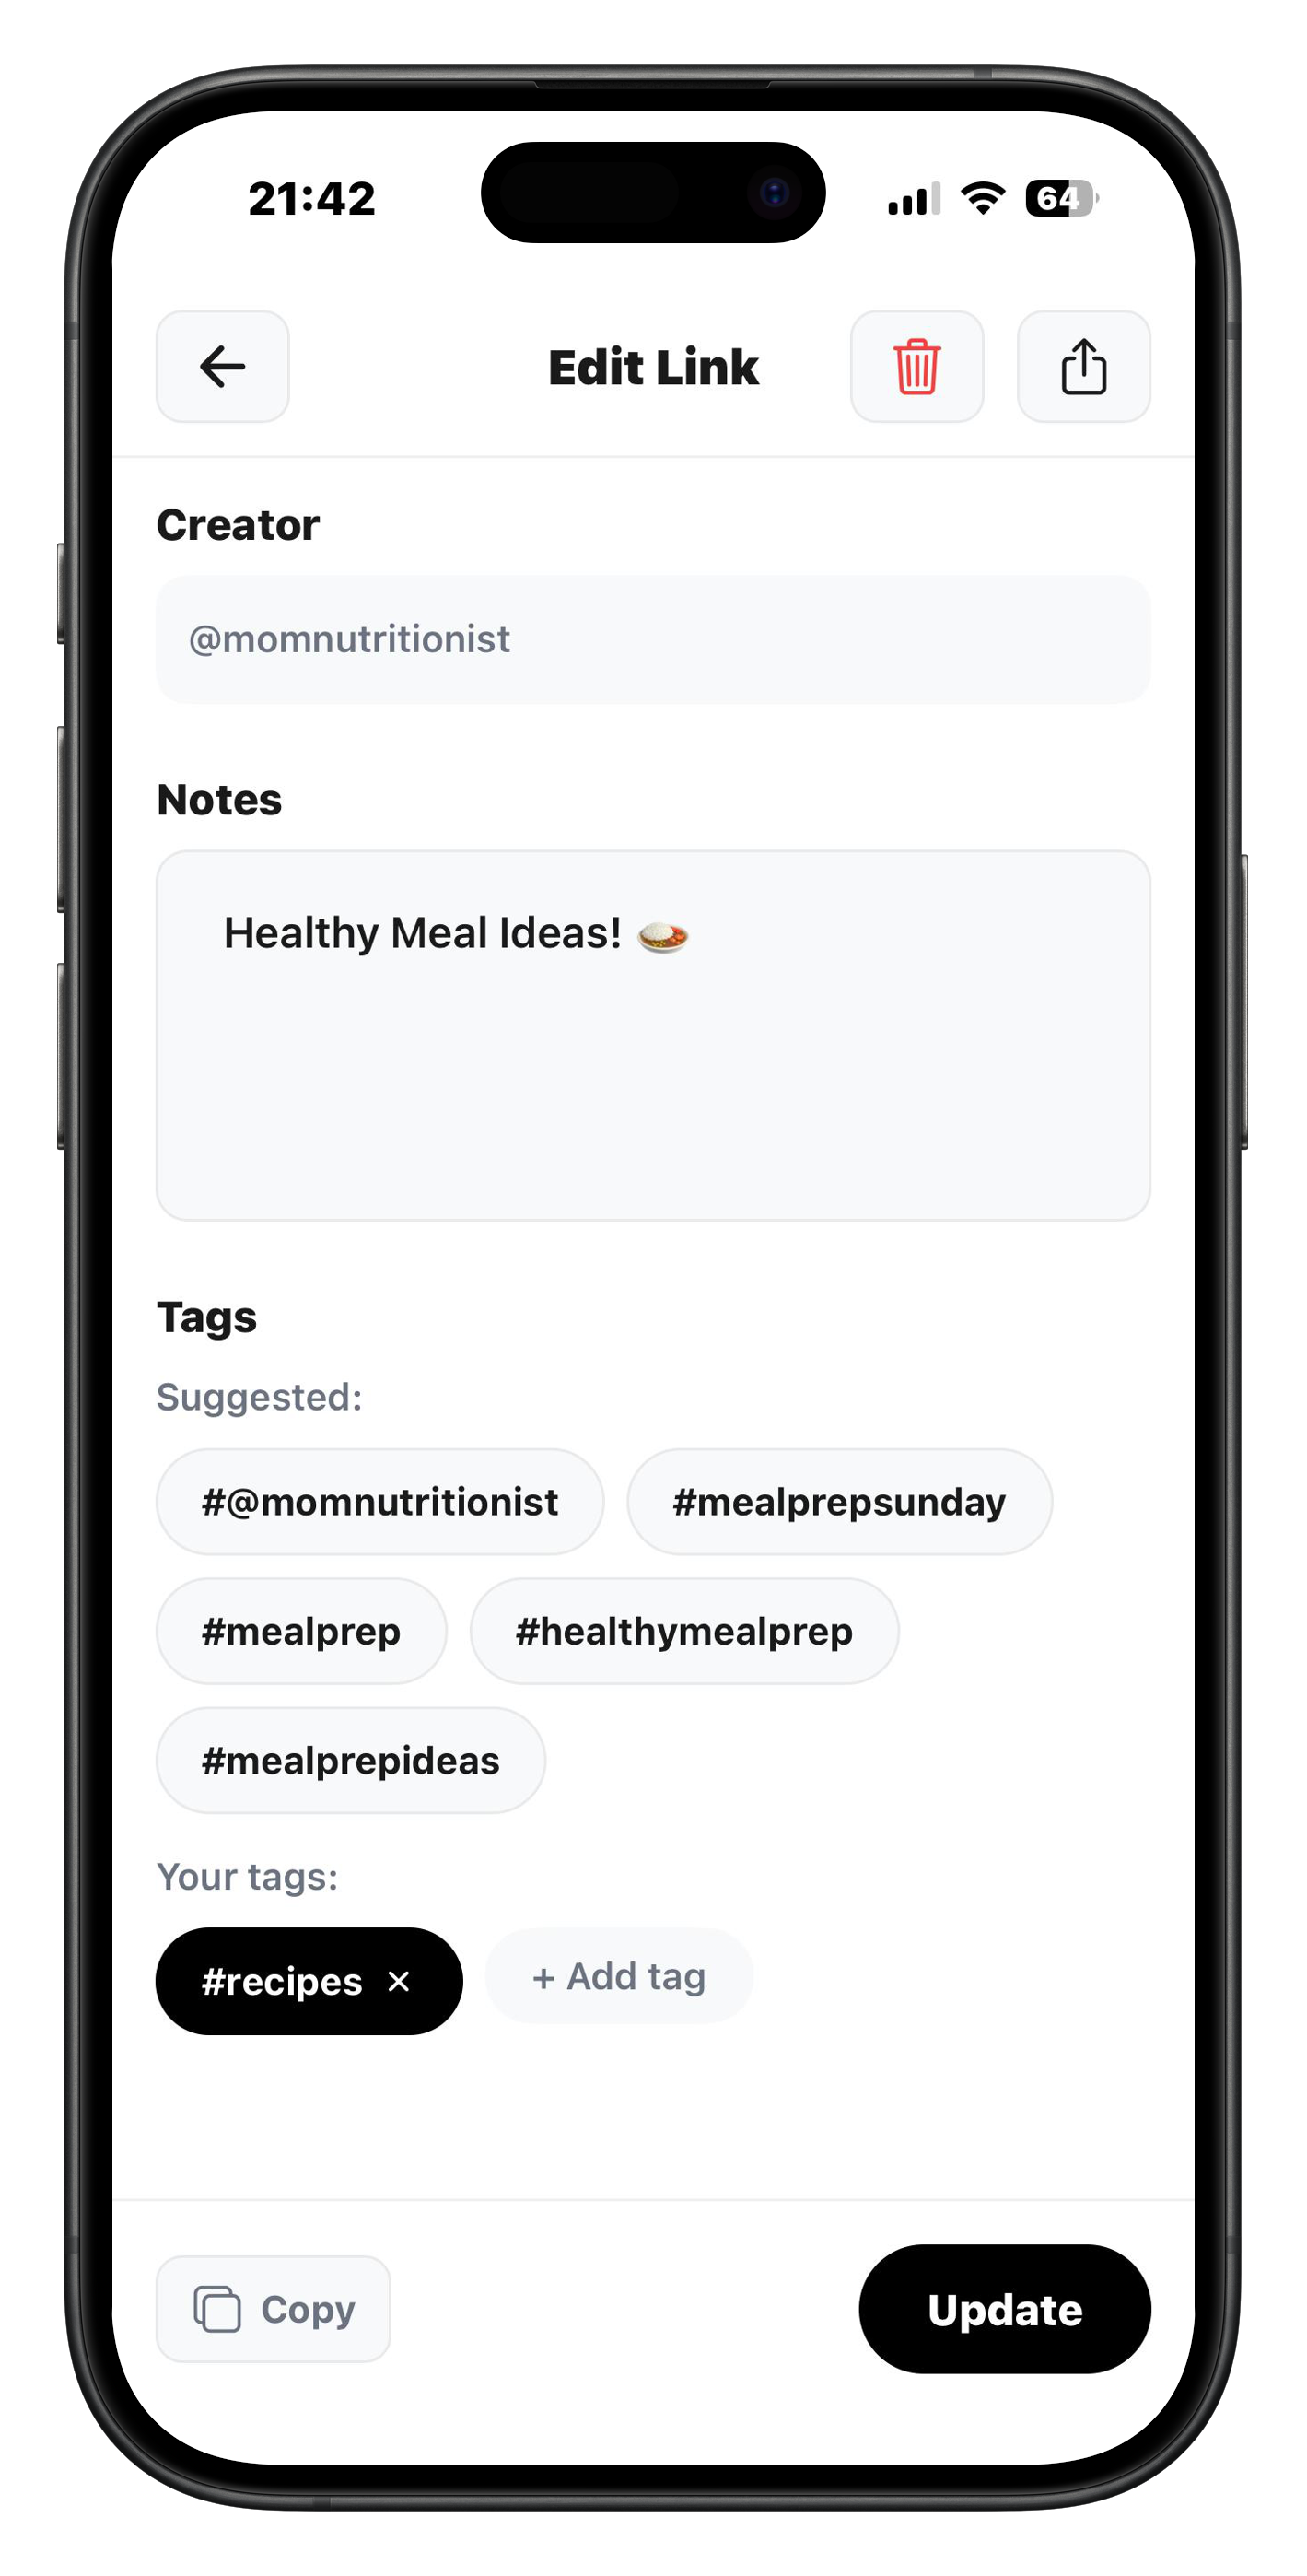 21:42 64
Edit Link
Creator
@momnutritionist
Notes
Healthy Meal Ideas! 🍛
Tags
Suggested:
#@momnutritionist #mealprepsunday
#mealprep #healthymealprep
#mealprepideas
Your tags:
#recipes × + Add tag
Copy Update